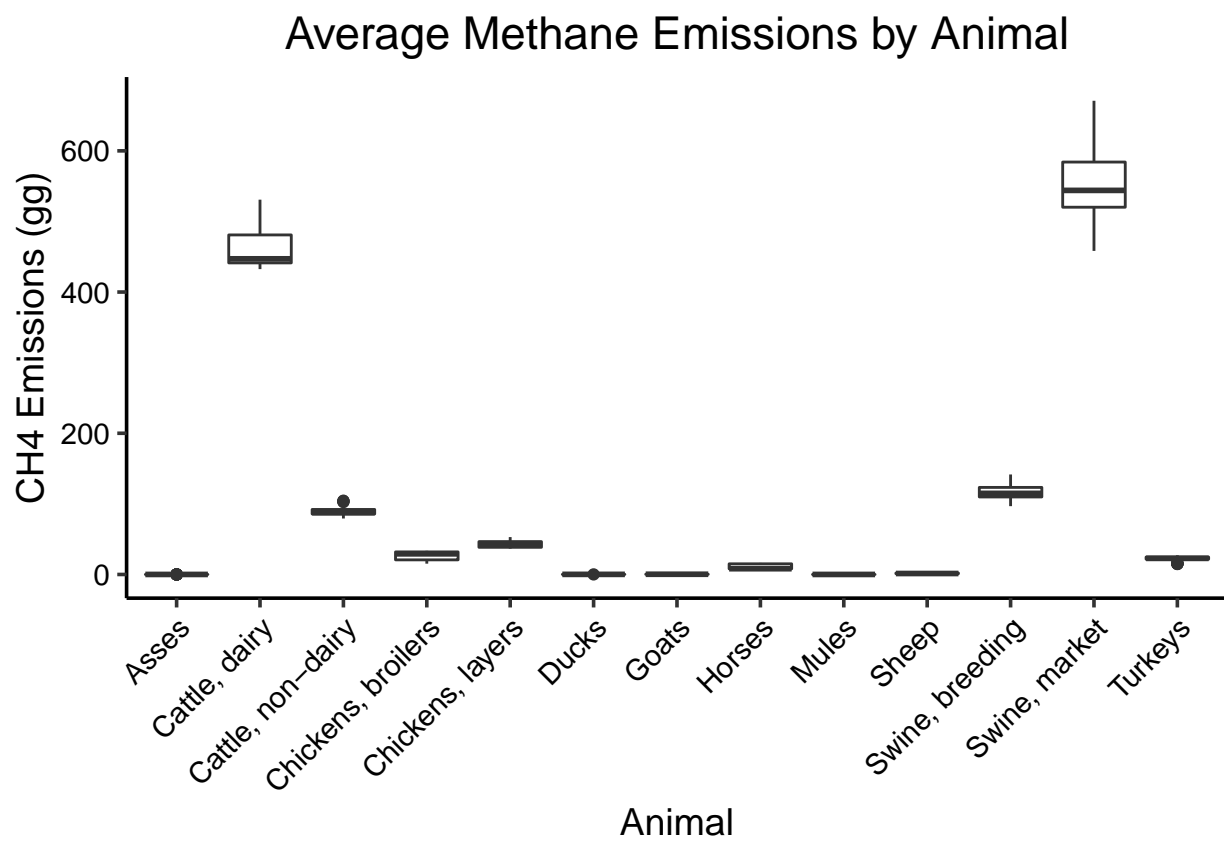 Average Methane Emissions by Animal
CH4 Emissions (gg)
600
400
200
0
Asses
Cattle, dairy
Cattle, non−dairy
Chickens, broilers
Chickens, layers
Ducks
Goats
Horses
Mules
Sheep
Swine, breeding
Swine, market
Turkeys
Animal